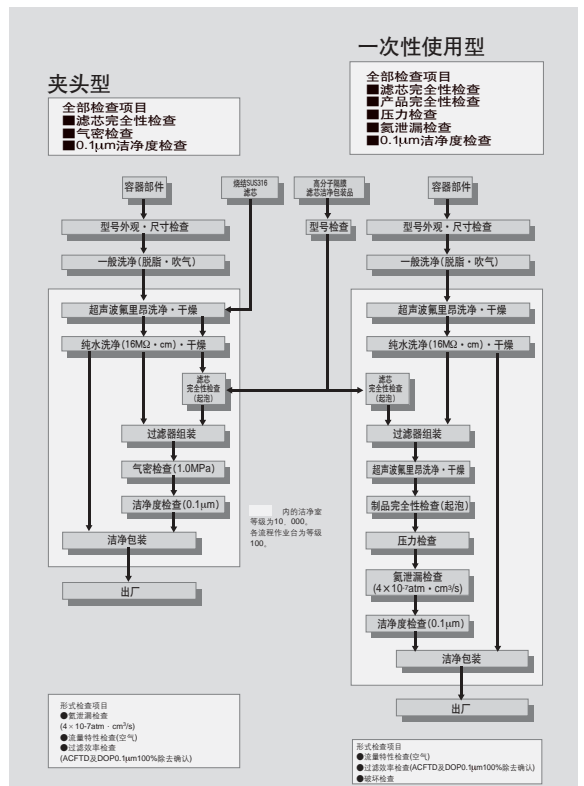 夹头型
全部检查项目
■滤芯完全性检查
■气密检查
■0.1μm洁净度检查
一次性使用型
全部检查项目
■滤芯完全性检查
■产品完全性检查
■压力检查
■氦泄漏检查
■0.1μm洁净度检查
容器部件
烧结SUS316
滤芯
高分子隔膜
滤芯洁净包装品
容器部件
型号外观・尺寸检查
型号检查
型号外观・尺寸检查
一般洗净(脱脂・吹气)
一般洗净(脱脂・吹气)
超声波氟里昂洗净・干燥
超声波氟里昂洗净・干燥
纯水洗净(16MΩ・cm)・干燥
纯水洗净(16MΩ・cm)・干燥
滤芯
完全性检查
(起泡)
滤芯
完全性检查
(起泡)
过滤器组装
过滤器组装
气密检查(1.0MPa)
超声波氟里昂洗净・干燥
洁净度检查(0.1μm)
制品完全性检查(起泡)
内的洁净室
等级为10，000。
各流程作业台为等级
100。
洁净包装
压力检查
出厂
氦泄漏检查
(4×10-7atm・cm³/s)
洁净度检查(0.1μm)
洁净包装
出厂
形式检查项目
●氦泄漏检查
(4×10-7atm・cm³/s)
●流量特性检查(空气)
●过滤效率检查
(ACFTD及DOP0.1μm100%除去确认)
形式检查项目
●流量特性检查(空气)
●过滤效率检查(ACFTD及DOP0.1μm100%除去确认)
●破坏检查